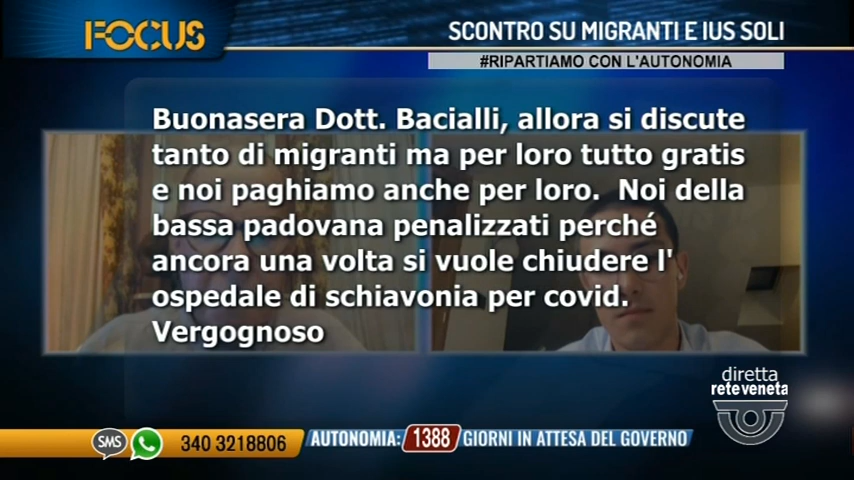 FOCUS
SCONTRO SU MIGRANTI E IUS SOLI
#RIPARTIAMO CON L'AUTONOMIA
Buonasera Dott. Bacialli, allora si discute
tanto di migranti ma per loro tutto gratis
e noi paghiamo anche per loro.  Noi della
bassa padovana penalizzati perché
ancora una volta si vuole chiudere l'
ospedale di schiavonia per covid.
Vergognoso
diretta
reteveneta
SMS
340 3218806
AUTONOMIA: 1388 GIORNI IN ATTESA DEL GOVERNO